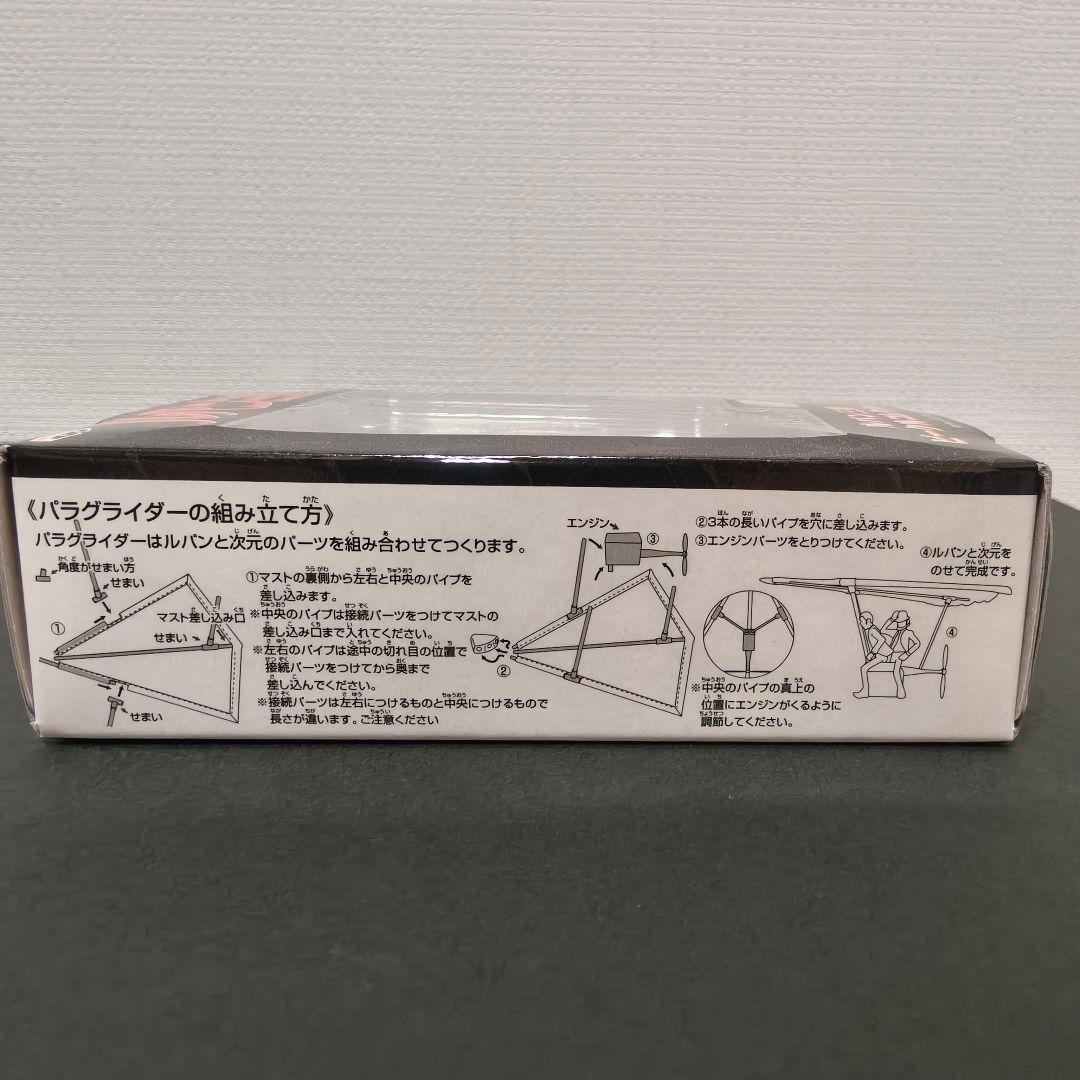 《パラグライダーの組み立て方》
パラグライダーはルパンと次元のパーツを組み合わせてつくります。
角度がせまい方
せまい
マスト差し込み口
せまい
①
せまい
①マストの裏側から左右と中央のパイプを
差し込みます。
※中央のパイプは接続パーツをつけてマストの
差し込み口まで入れてください。
※左右のパイプは途中の切れ目の位置で
接続パーツをつけてから奥まで
差し込んでください。
※接続パーツは左右につけるものと中央につけるもので
長さが違います。ご注意ください
エンジン
③
②
②3本の長いパイプを穴に差し込みます。
③エンジンパーツをとりつけてください。
※中央のパイプの真上の
位置にエンジンがくるように
調節してください。
④ルパンと次元を
のせて完成です。
④